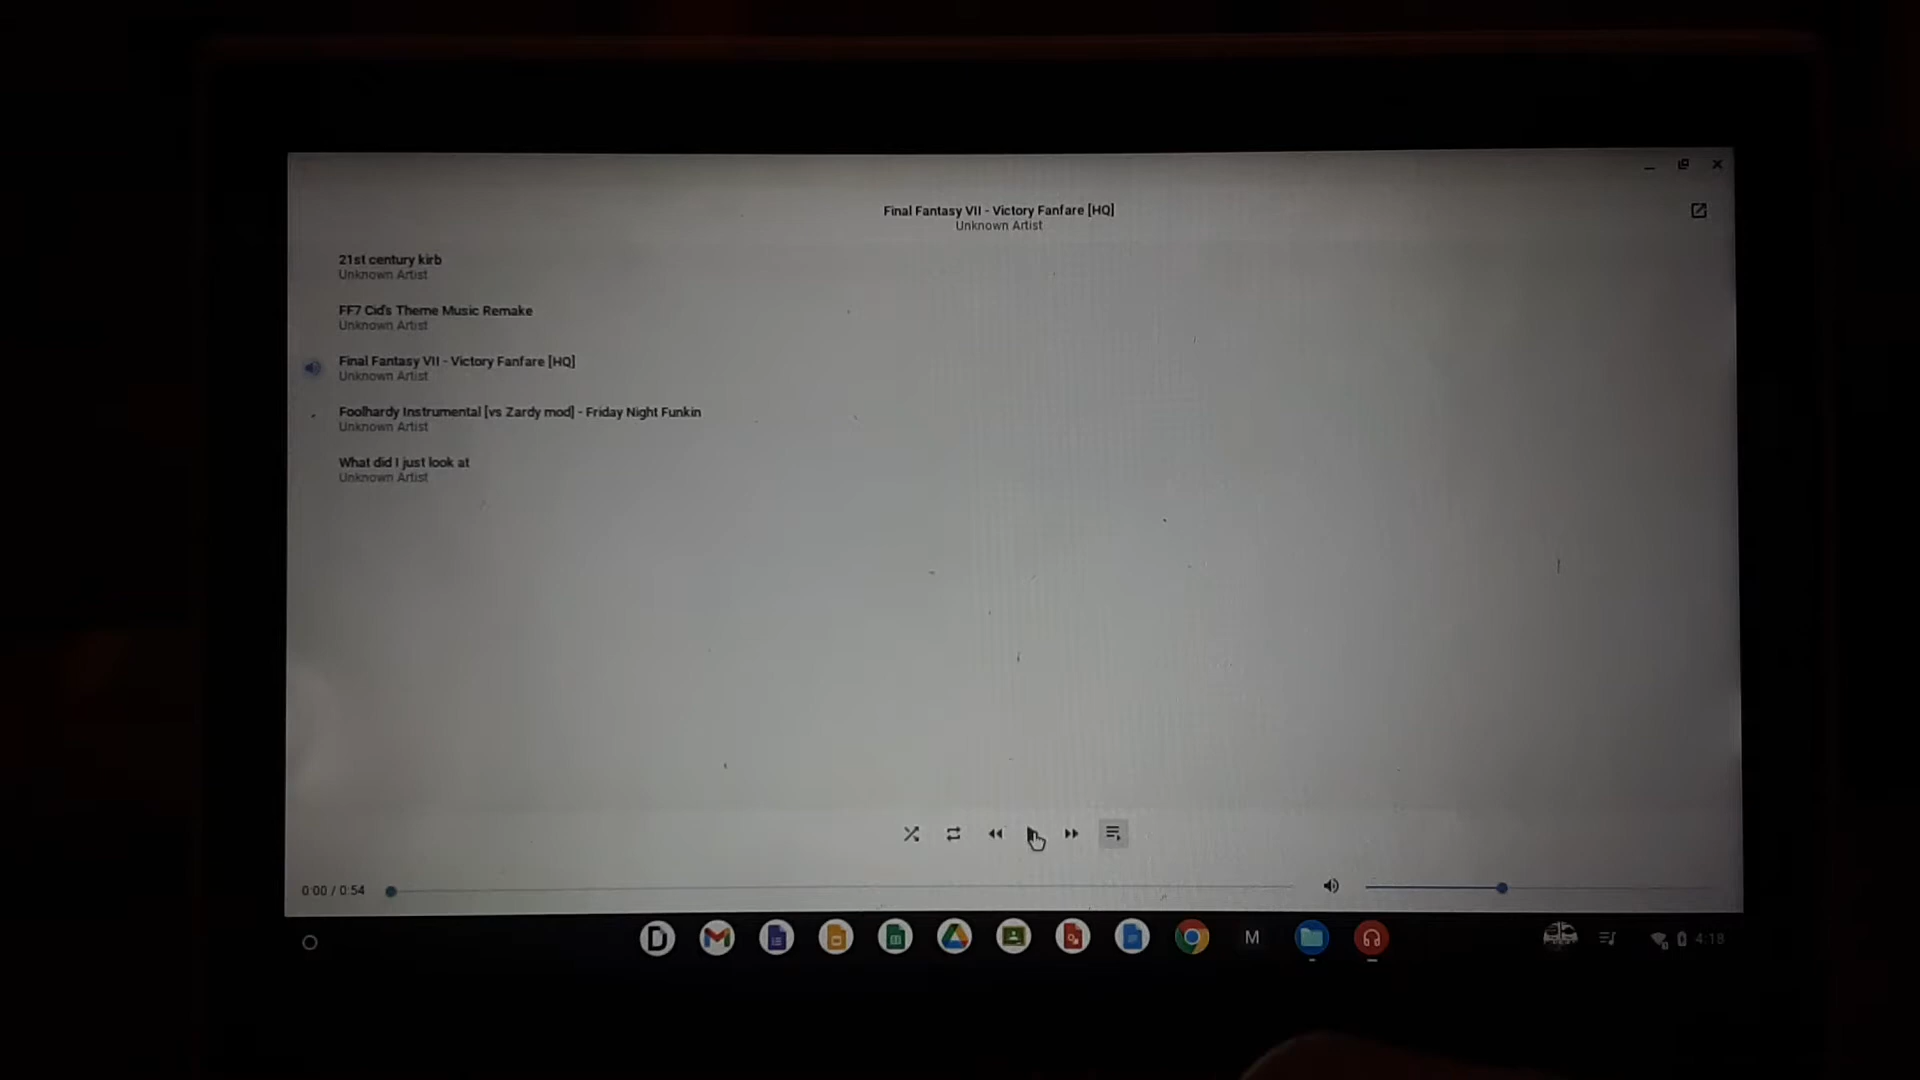 Final Fantasy VII - Victory Fanfare [HQ]
Unknown Artist
21st century kirb
Unknown Artist
FF7 Cid's Theme Music Remake
Unknown Artist
Final Fantasy VII - Victory Fanfare [HQ]
Unknown Artist
Foolhardy Instrumental [vs Zardy mod] - Friday Night Funkin
Unknown Artist
What did I just look at
Unknown Artist
0:00 / 0:54
D
M
4:18